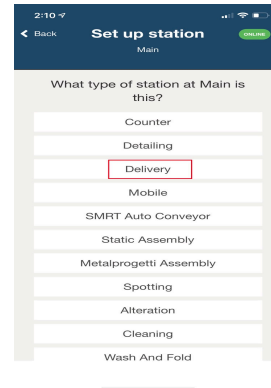 2:10
Back Set up station ONLINE
Main
What type of station at Main is
this?
Counter
Detailing
Delivery
Mobile
SMRT Auto Conveyor
Static Assembly
Metalprogetti Assembly
Spotting
Alteration
Cleaning
Wash And Fold